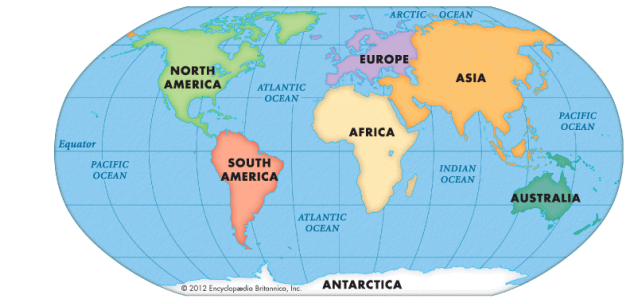 ARCTIC OCEAN
EUROPE
NORTH
AMERICA
ASIA
ATLANTIC
OCEAN
PACIFIC
OCEAN
AFRICA
Equator
PACIFIC
OCEAN
SOUTH
AMERICA
INDIAN
OCEAN
AUSTRALIA
ATLANTIC
OCEAN
© 2012 Encyclopædia Britannica, Inc.
ANTARCTICA